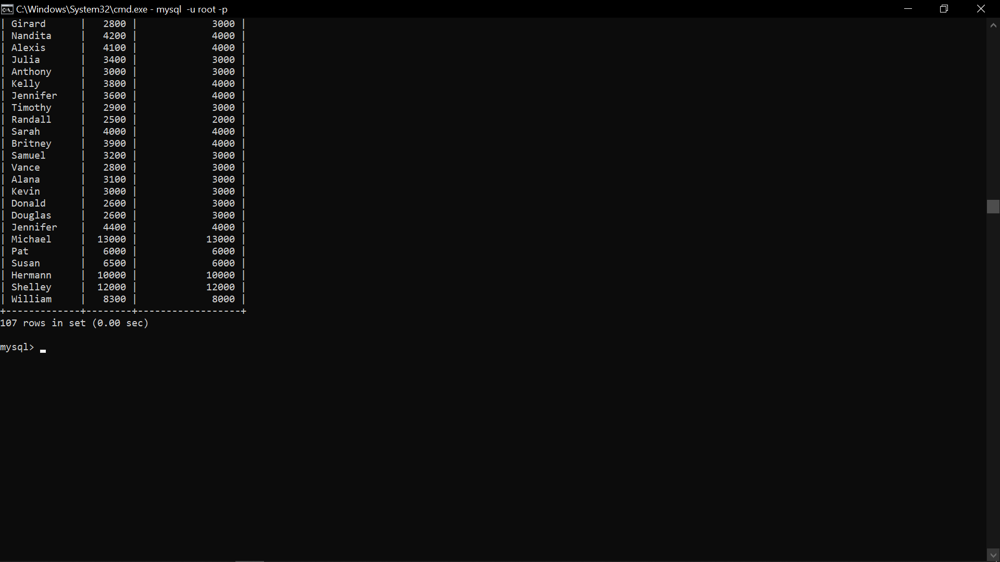 C:\Windows\System32\cmd.exe - mysql  -u root -p
| Girard      |   2800 |             3000 |
| Nandita     |   4200 |             4000 |
| Alexis      |   4100 |             4000 |
| Julia       |   3400 |             3000 |
| Anthony     |   3000 |             3000 |
| Kelly       |   3800 |             4000 |
| Jennifer    |   3600 |             4000 |
| Timothy     |   2900 |             3000 |
| Randall     |   2500 |             2000 |
| Sarah       |   4000 |             4000 |
| Britney     |   3900 |             4000 |
| Samuel      |   3200 |             3000 |
| Vance       |   2800 |             3000 |
| Alana       |   3100 |             3000 |
| Kevin       |   3000 |             3000 |
| Donald      |   2600 |             3000 |
| Douglas     |   2600 |             3000 |
| Jennifer    |   4400 |             4000 |
| Michael     |  13000 |            13000 |
| Pat         |   6000 |             6000 |
| Susan       |   6500 |             6000 |
| Hermann     |  10000 |            10000 |
| Shelley     |  12000 |            12000 |
| William     |   8300 |             8000 |
+-------------+--------+------------------+
107 rows in set (0.00 sec)
mysql>